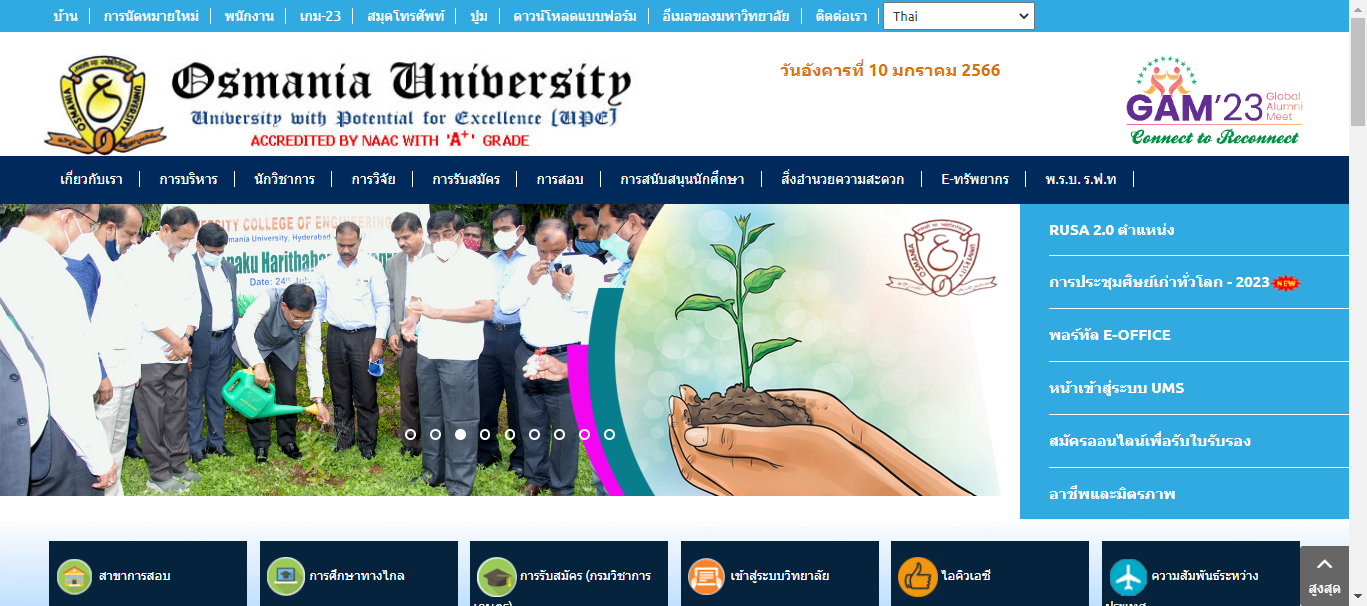 บ้าน การนัดหมายใหม่ พนักงาน เกม-23 สมุดโทรศัพท์ ปูม ดาวน์โหลดแบบฟอร์ม อีเมลของมหาวิทยาลัย ติดต่อเรา Thai
Osmania University
University with Potential for Excellence (UPE)
ACCREDITED BY NAAC WITH 'A+' GRADE
วันอังคารที่ 10 มกราคม 2566
GAM'23 Global Alumni Meet
Connect to Reconnect
เกี่ยวกับเรา การบริหาร นักวิชาการ การวิจัย การรับสมัคร การสอบ การสนับสนุนนักศึกษา สิ่งอำนวยความสะดวก E-ทรัพยากร พ.ร.บ. ร.ฟ.ท
COLLEGE OF ENGINEERING
Osmania University, Hyderabad
Date: 24
RUSA 2.0 ตำแหน่ง
การประชุมศิษย์เก่าทั่วโลก - 2023 NEW
พอร์ทัล E-OFFICE
หน้าเข้าสู่ระบบ UMS
สมัครออนไลน์เพื่อรับใบรับรอง
อาชีพและมิตรภาพ
สาขาการสอบ
การศึกษาทางไกล
การรับสมัคร (กรมวิชาการ
เข้าสู่ระบบวิทยาลัย
ไอคิวเอซี
ความสัมพันธ์ระหว่าง
ประเทศ
สูงสุด